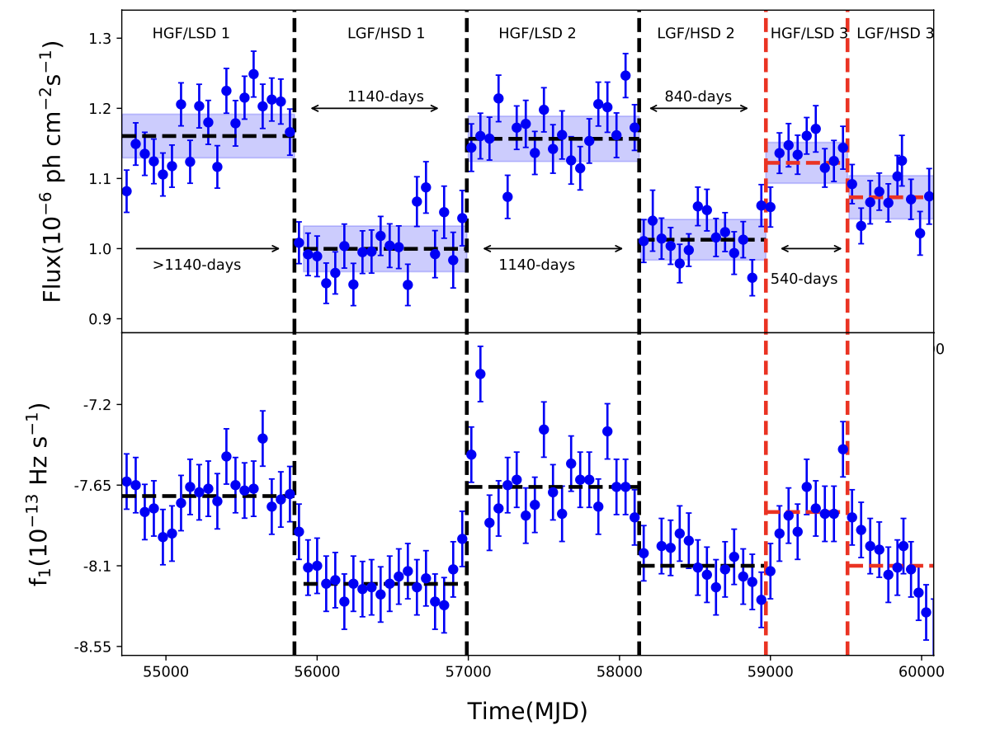 HGF/LSD 1 LGF/HSD 1 HGF/LSD 2 LGF/HSD 2 HGF/LSD 3 LGF/HSD 3
1.3
1.2
1.1
1.0
0.9
Flux(10⁻⁶ ph cm⁻²s⁻¹)
1140-days 840-days
>1140-days 1140-days 540-days
0
-7.2
-7.65
-8.1
-8.55
f₁(10⁻¹³ Hz s⁻¹)
55000 56000 57000 58000 59000 60000
Time(MJD)